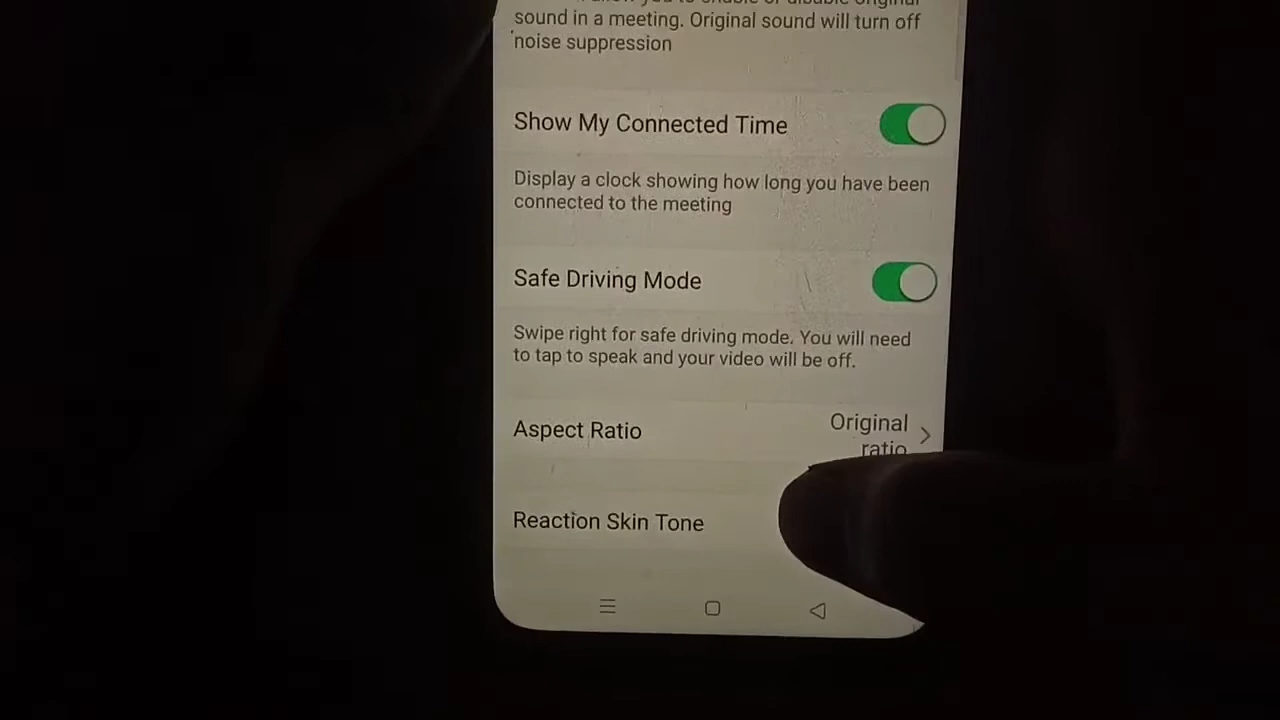 sound in a meeting. Original sound will turn off
noise suppression
Show My Connected Time
Display a clock showing how long you have been
connected to the meeting
Safe Driving Mode
Swipe right for safe driving mode. You will need
to tap to speak and your video will be off.
Aspect Ratio
Original
ratio
Reaction Skin Tone